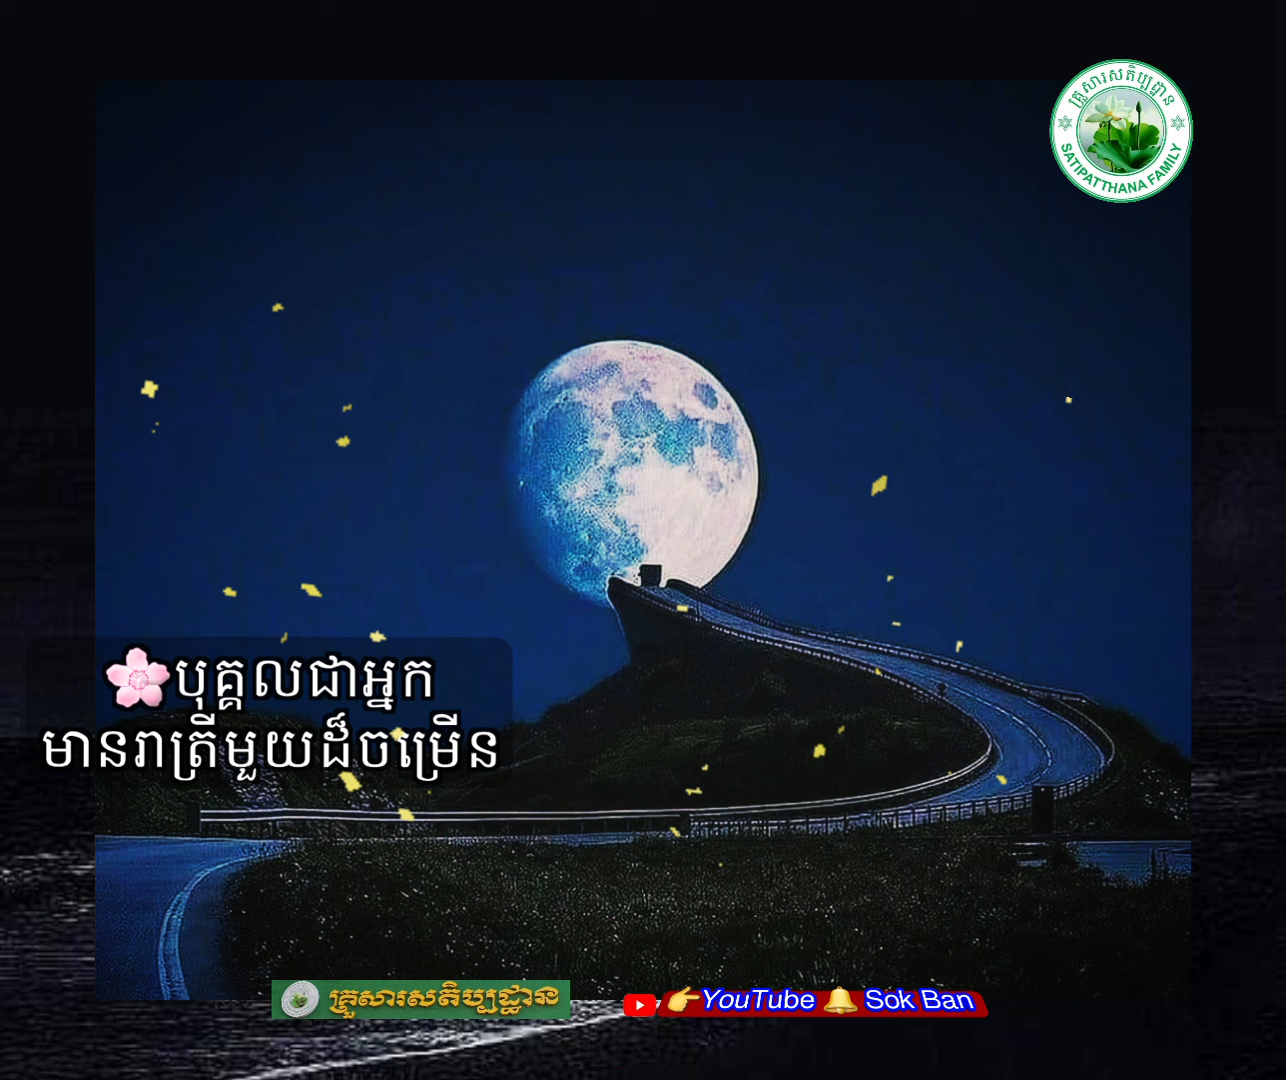 គ្រួសារសតិប្បដ្ឋាន
SATIPATTHANA FAMILY
🌸បុគ្គលជាអ្នក
មានរាត្រីមួយដ៏ចម្រើន
គ្រួសារសតិប្បដ្ឋាន
👉YouTube 🔔 Sok Ban